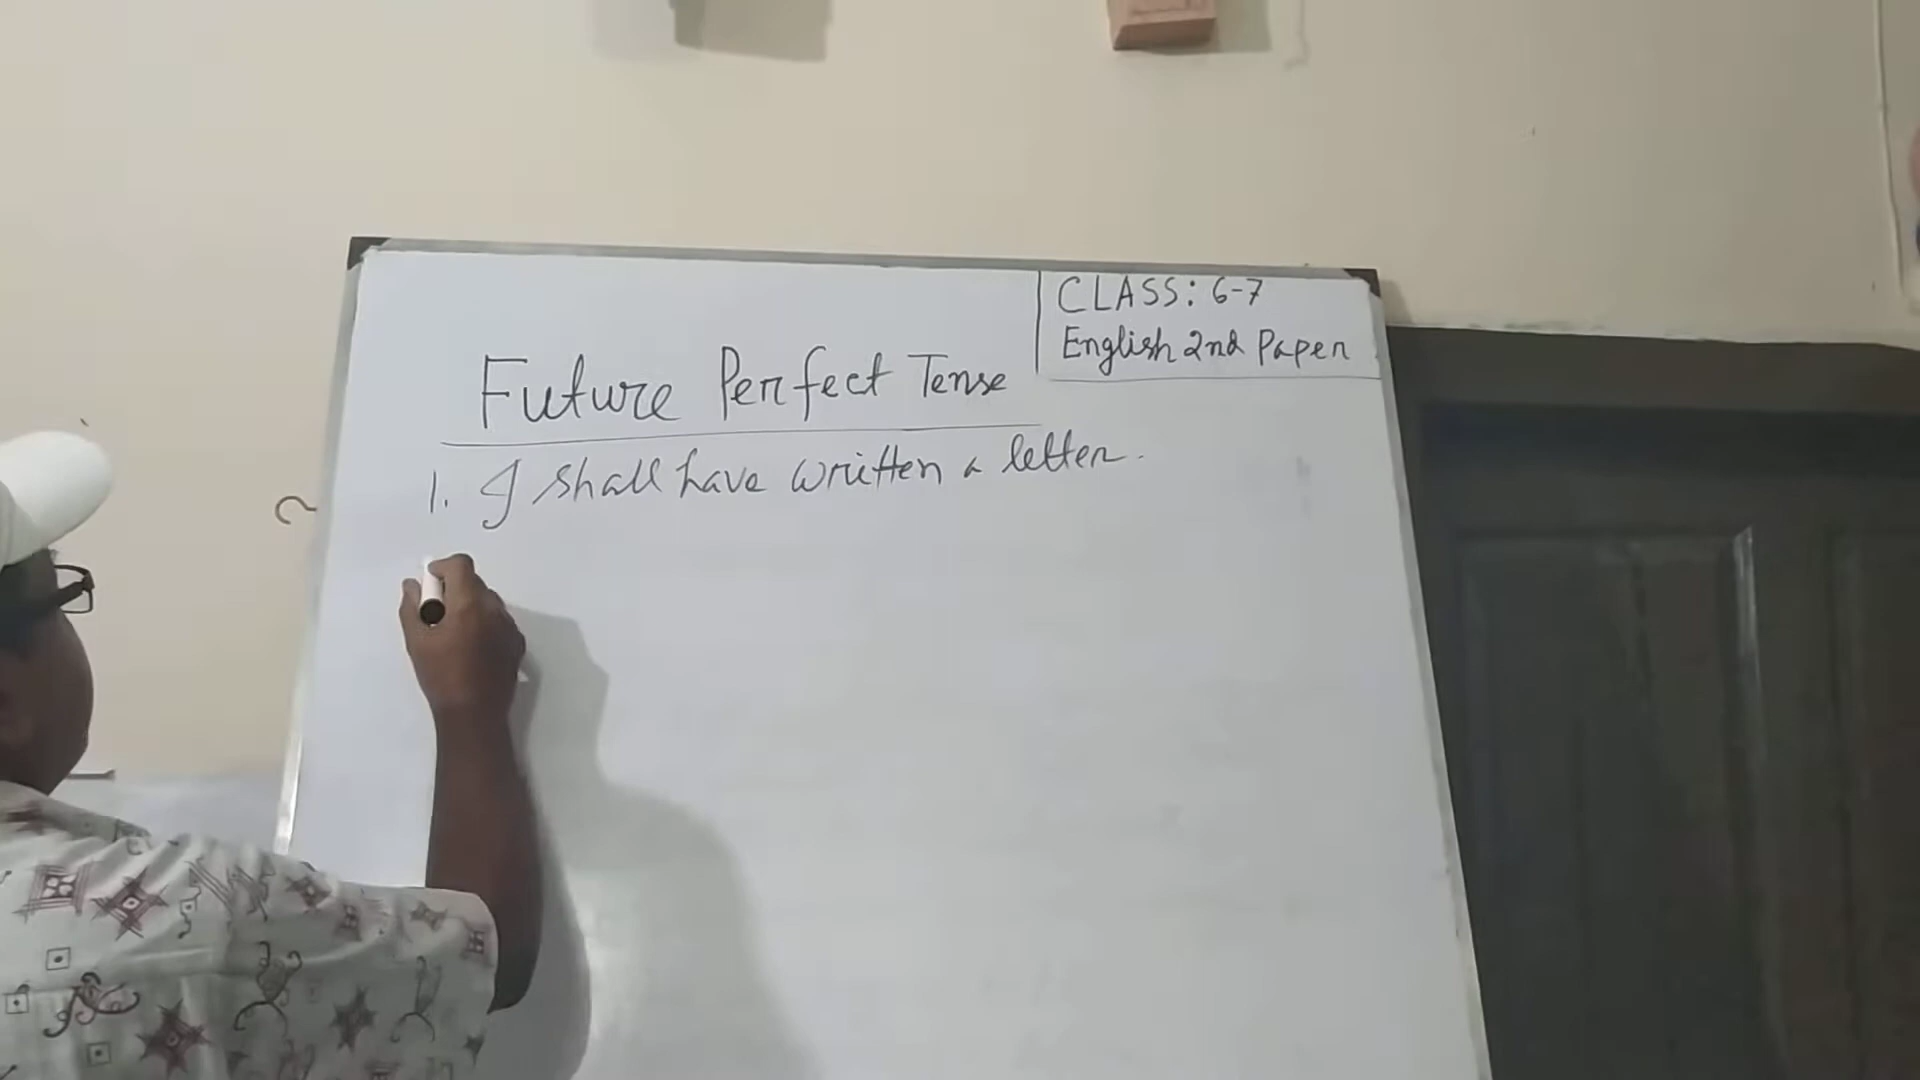 CLASS: 6-7
English 2nd Paper
Future Perfect Tense
1. I shall have written a letter.